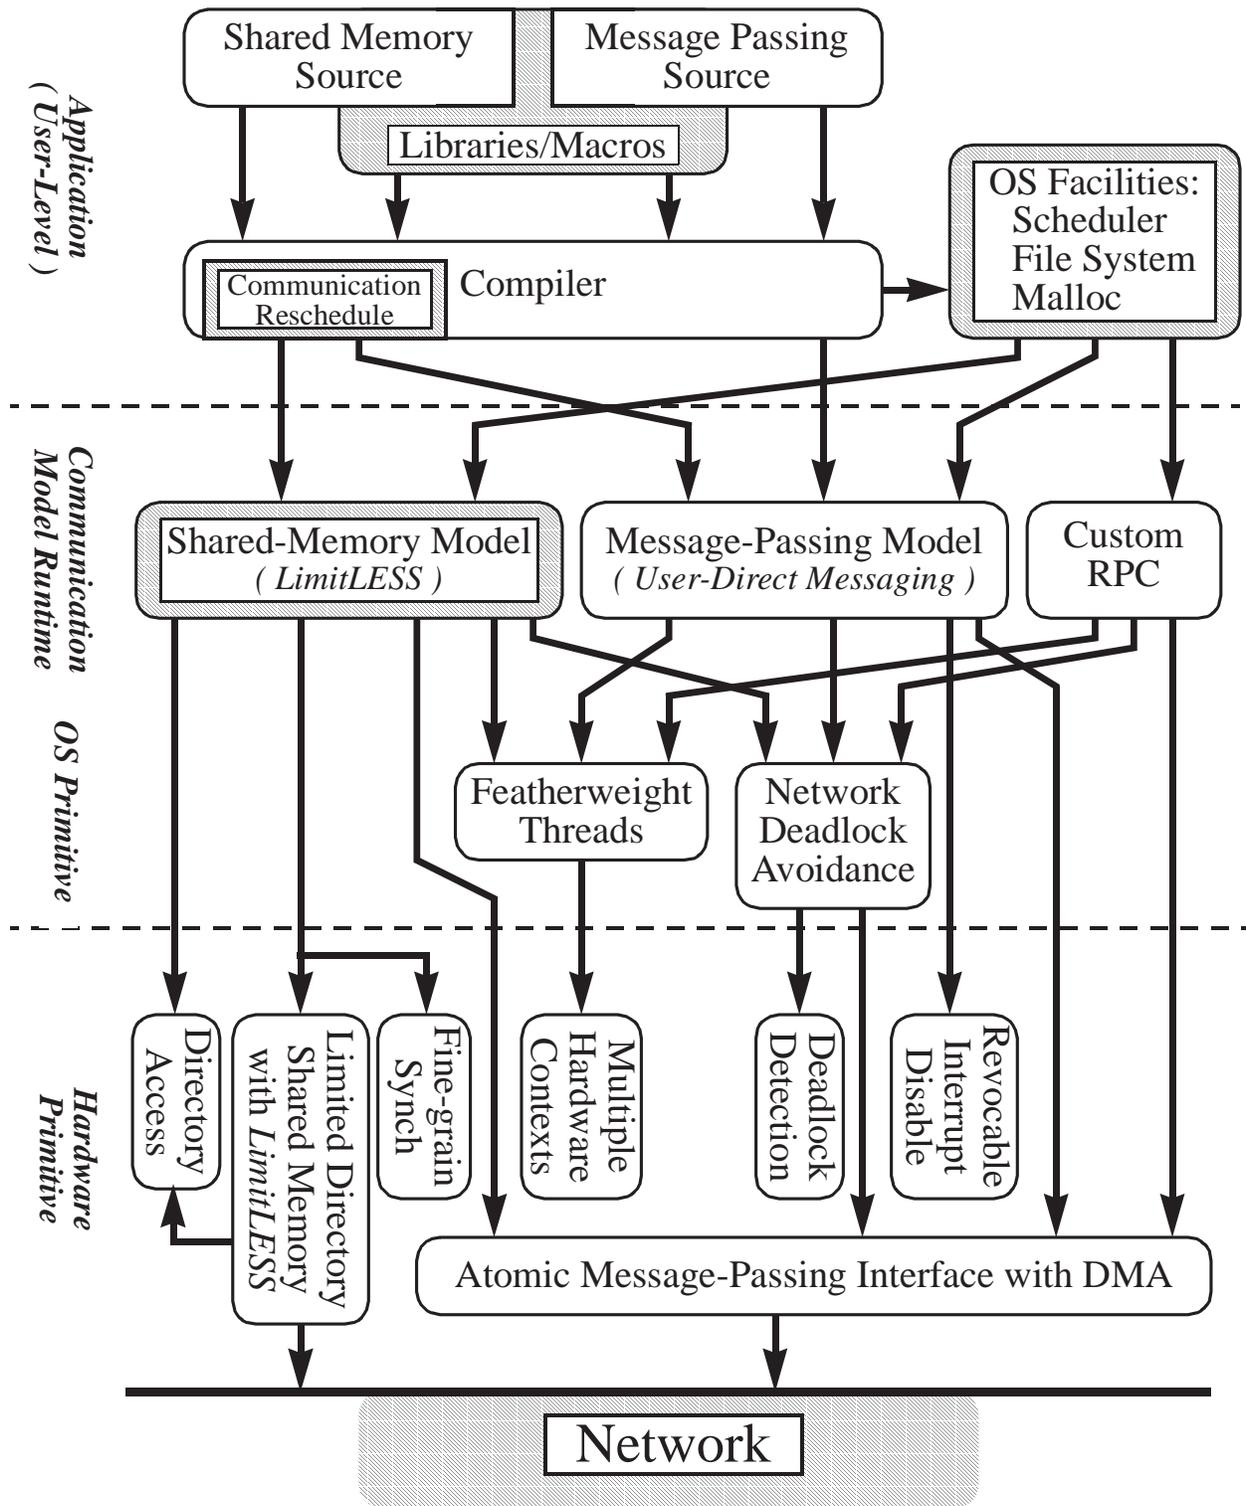 Shared Memory
Source
Message Passing
Source
Libraries/Macros
Application
( User-Level )
OS Facilities:
Scheduler
File System
Malloc
Communication
Reschedule
Compiler
Communication
Model Runtime
Shared-Memory Model
( LimitLESS )
Message-Passing Model
( User-Direct Messaging )
Custom
RPC
OS Primitive
Featherweight
Threads
Network
Deadlock
Avoidance
Hardware
Primitive
Directory
Access
Limited Directory
Shared Memory
with LimitLESS
Fine-grain
Synch
Multiple
Hardware
Contexts
Deadlock
Detection
Revocable
Interrupt
Disable
Atomic Message-Passing Interface with DMA
Network